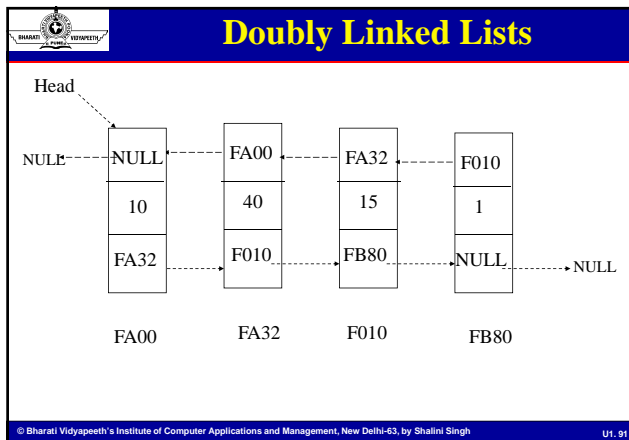 BHARATI VIDYAPEETH
PUNE
Doubly Linked Lists
Head
NULL
NULL FA00 FA32 F010
10 40 15 1
FA32 F010 FB80 NULL
NULL
FA00 FA32 F010 FB80
© Bharati Vidyapeeth's Institute of Computer Applications and Management, New Delhi-63, by Shalini Singh U1. 91